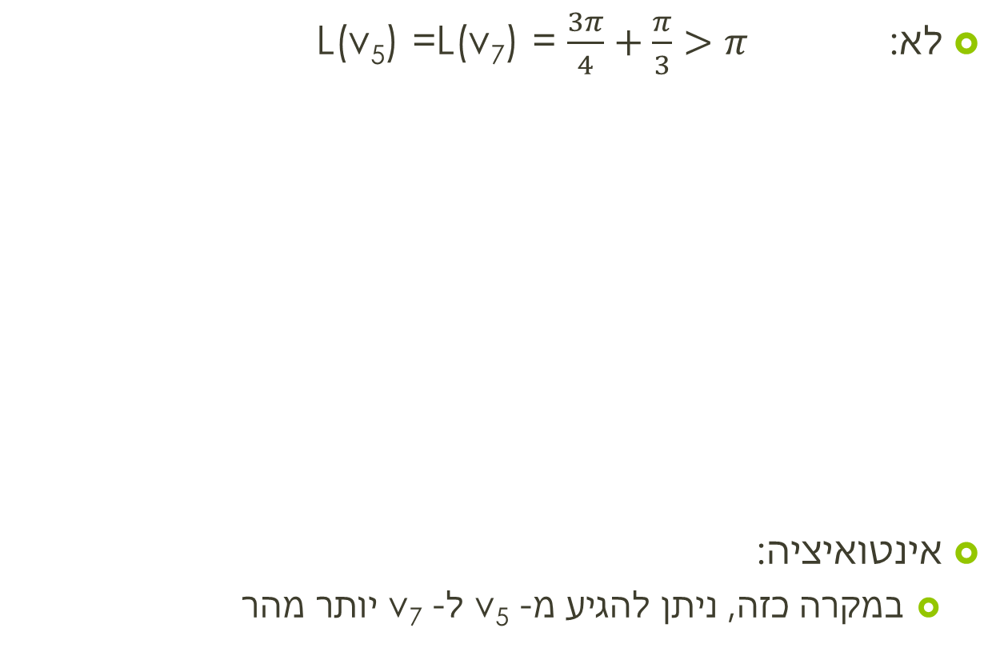 לא: L(v₅) =L(v₇) = 3π/4 + π/3 > π
אינטואיציה:
במקרה כזה, ניתן להגיע מ- v₅ ל- v₇ יותר מהר